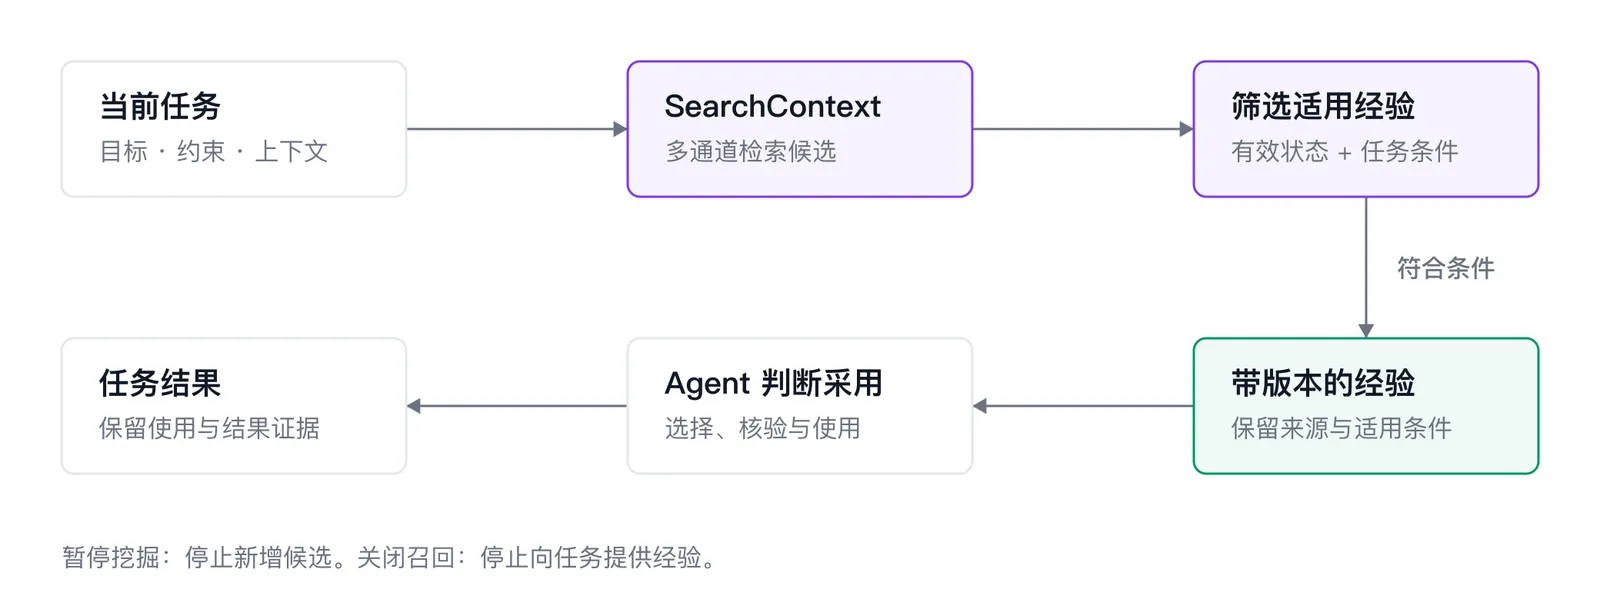 当前任务
目标 · 约束 · 上下文
SearchContext
多通道检索候选
筛选适用经验
有效状态 + 任务条件
符合条件
带版本的经验
保留来源与适用条件
Agent 判断采用
选择、核验与使用
任务结果
保留使用与结果证据
暂停挖掘：停止新增候选。关闭召回：停止向任务提供经验。